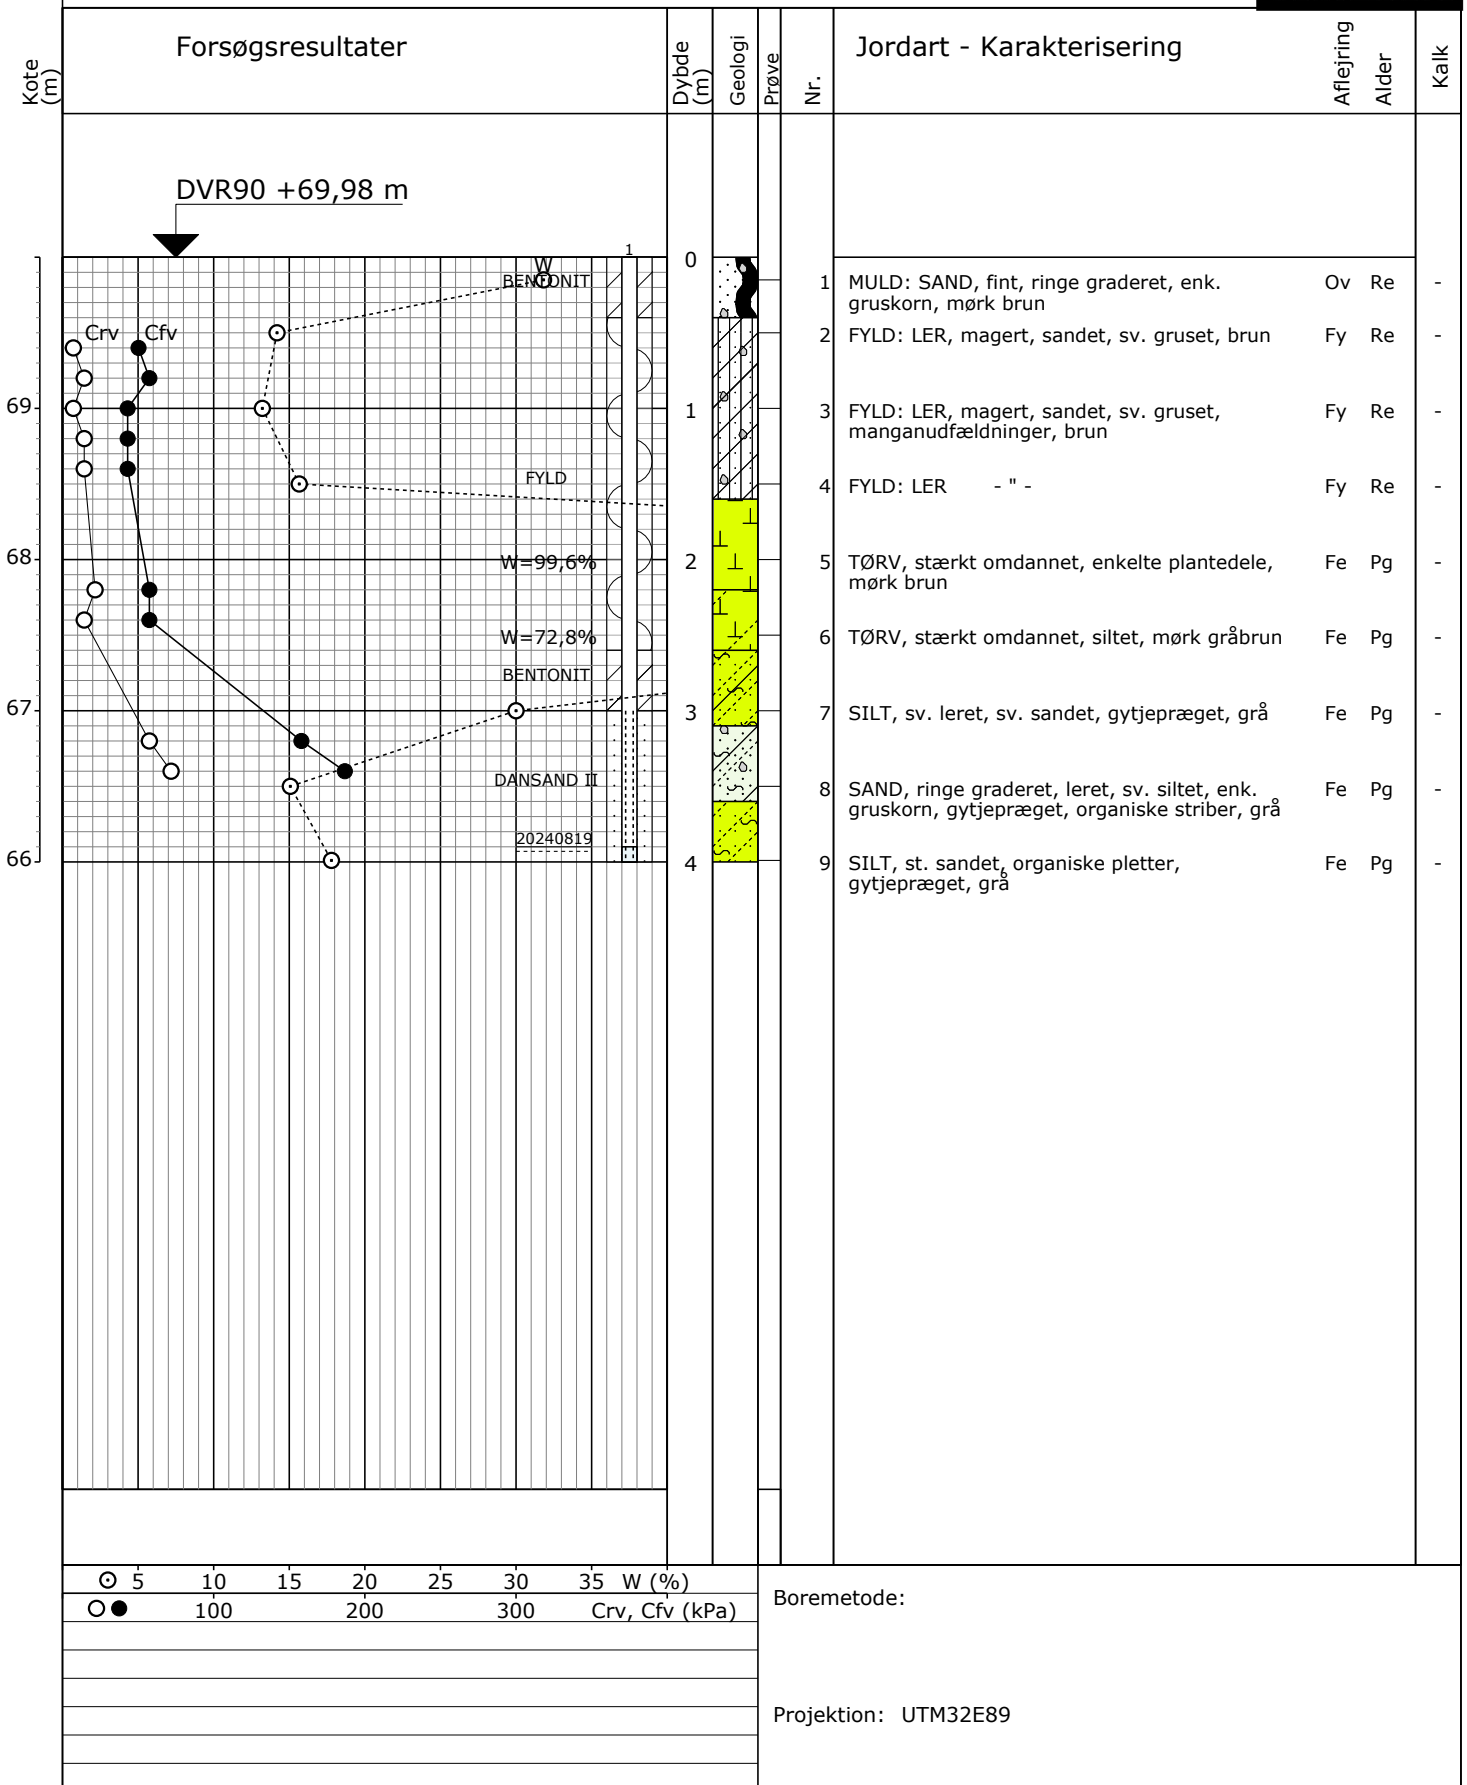 Kote (m)
Forsøgsresultater
Dybde (m)
Geologi
Prøve
Nr.
Jordart - Karakterisering
Aflejring
Alder
Kalk
DVR90 +69,98 m
1
W
BENTONIT
0
1 MULD: SAND, fint, ringe graderet, enk. Ov Re -
gruskorn, mørk brun
Crv Cfv
2 FYLD: LER, magert, sandet, sv. gruset, brun Fy Re -
69
1
3 FYLD: LER, magert, sandet, sv. gruset, Fy Re -
manganudfældninger, brun
FYLD
4 FYLD: LER - " - Fy Re -
68
W=99,6%
2
5 TØRV, stærkt omdannet, enkelte plantedele, Fe Pg -
mørk brun
W=72,8%
6 TØRV, stærkt omdannet, siltet, mørk gråbrun Fe Pg -
BENTONIT
67
3
7 SILT, sv. leret, sv. sandet, gytjepræget, grå Fe Pg -
DANSAND II
8 SAND, ringe graderet, leret, sv. siltet, enk. Fe Pg -
gruskorn, gytjepræget, organiske striber, grå
20240819
66
4
9 SILT, st. sandet, organiske pletter, Fe Pg -
gytjepræget, grå
5 10 15 20 25 30 35 W (%)
100 200 300 Crv, Cfv (kPa)
Boremetode:
Projektion: UTM32E89